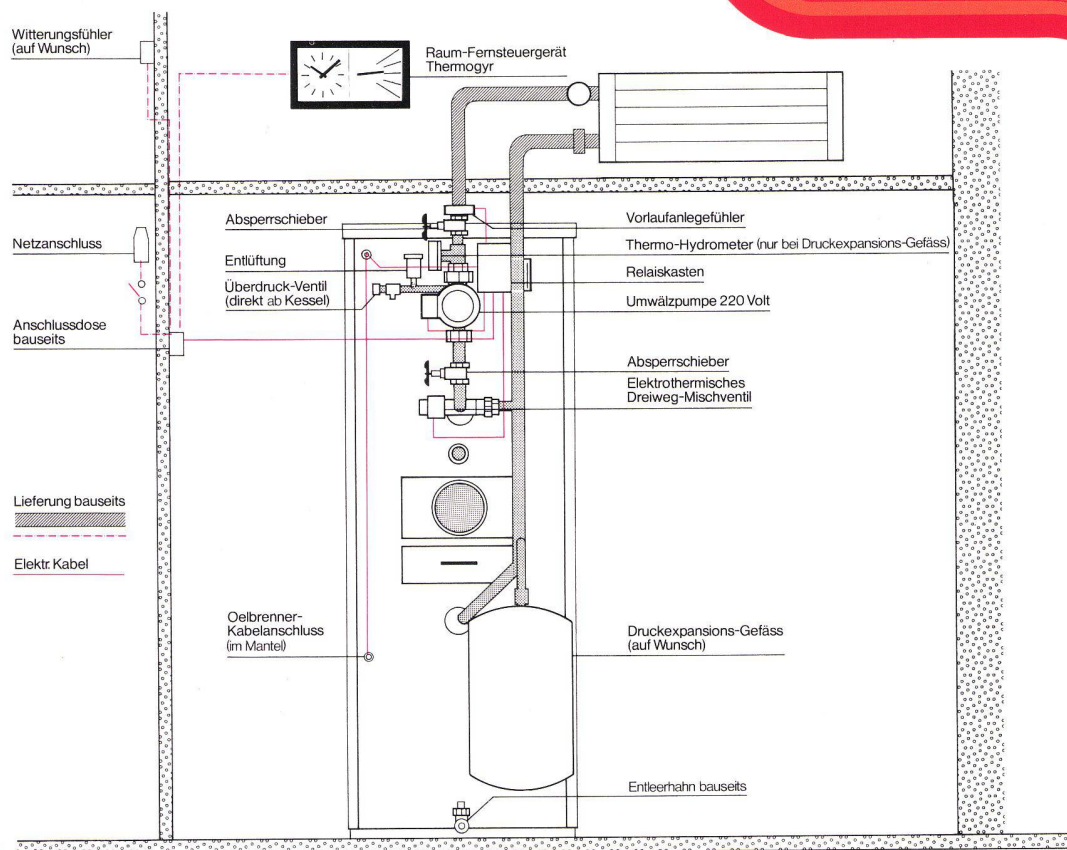 Witterungsfühler
(auf Wunsch)
Raum-Fernsteuergerät
Thermogyr
Netzanschluss
Anschlussdose
bauseits
Absperrschieber
Entlüftung
Überdruck-Ventil
(direkt ab Kessel)
Vorlaufanlegefühler
Thermo-Hydrometer (nur bei Druckexpansions-Gefäss)
Relaiskasten
Umwälzpumpe 220 Volt
Absperrschieber
Elektrothermisches
Dreiweg-Mischventil
Lieferung bauseits
Elektr. Kabel
Oelbrenner-
Kabelanschluss
(im Mantel)
Druckexpansions-Gefäss
(auf Wunsch)
Entleerhahn bauseits